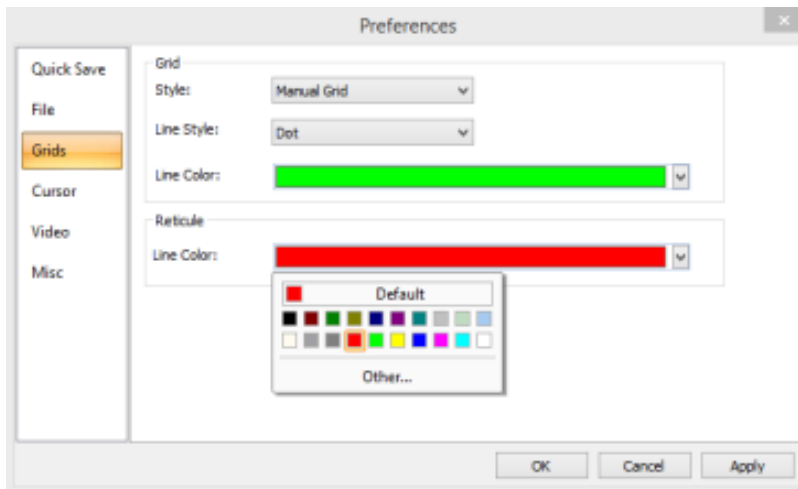 Preferences
Quick Save
File
Grids
Cursor
Video
Misc
Grid
Style:
Manual Grid
Line Style:
Dot
Line Color:
Reticule
Line Color:
Default
Other...
OK
Cancel
Apply